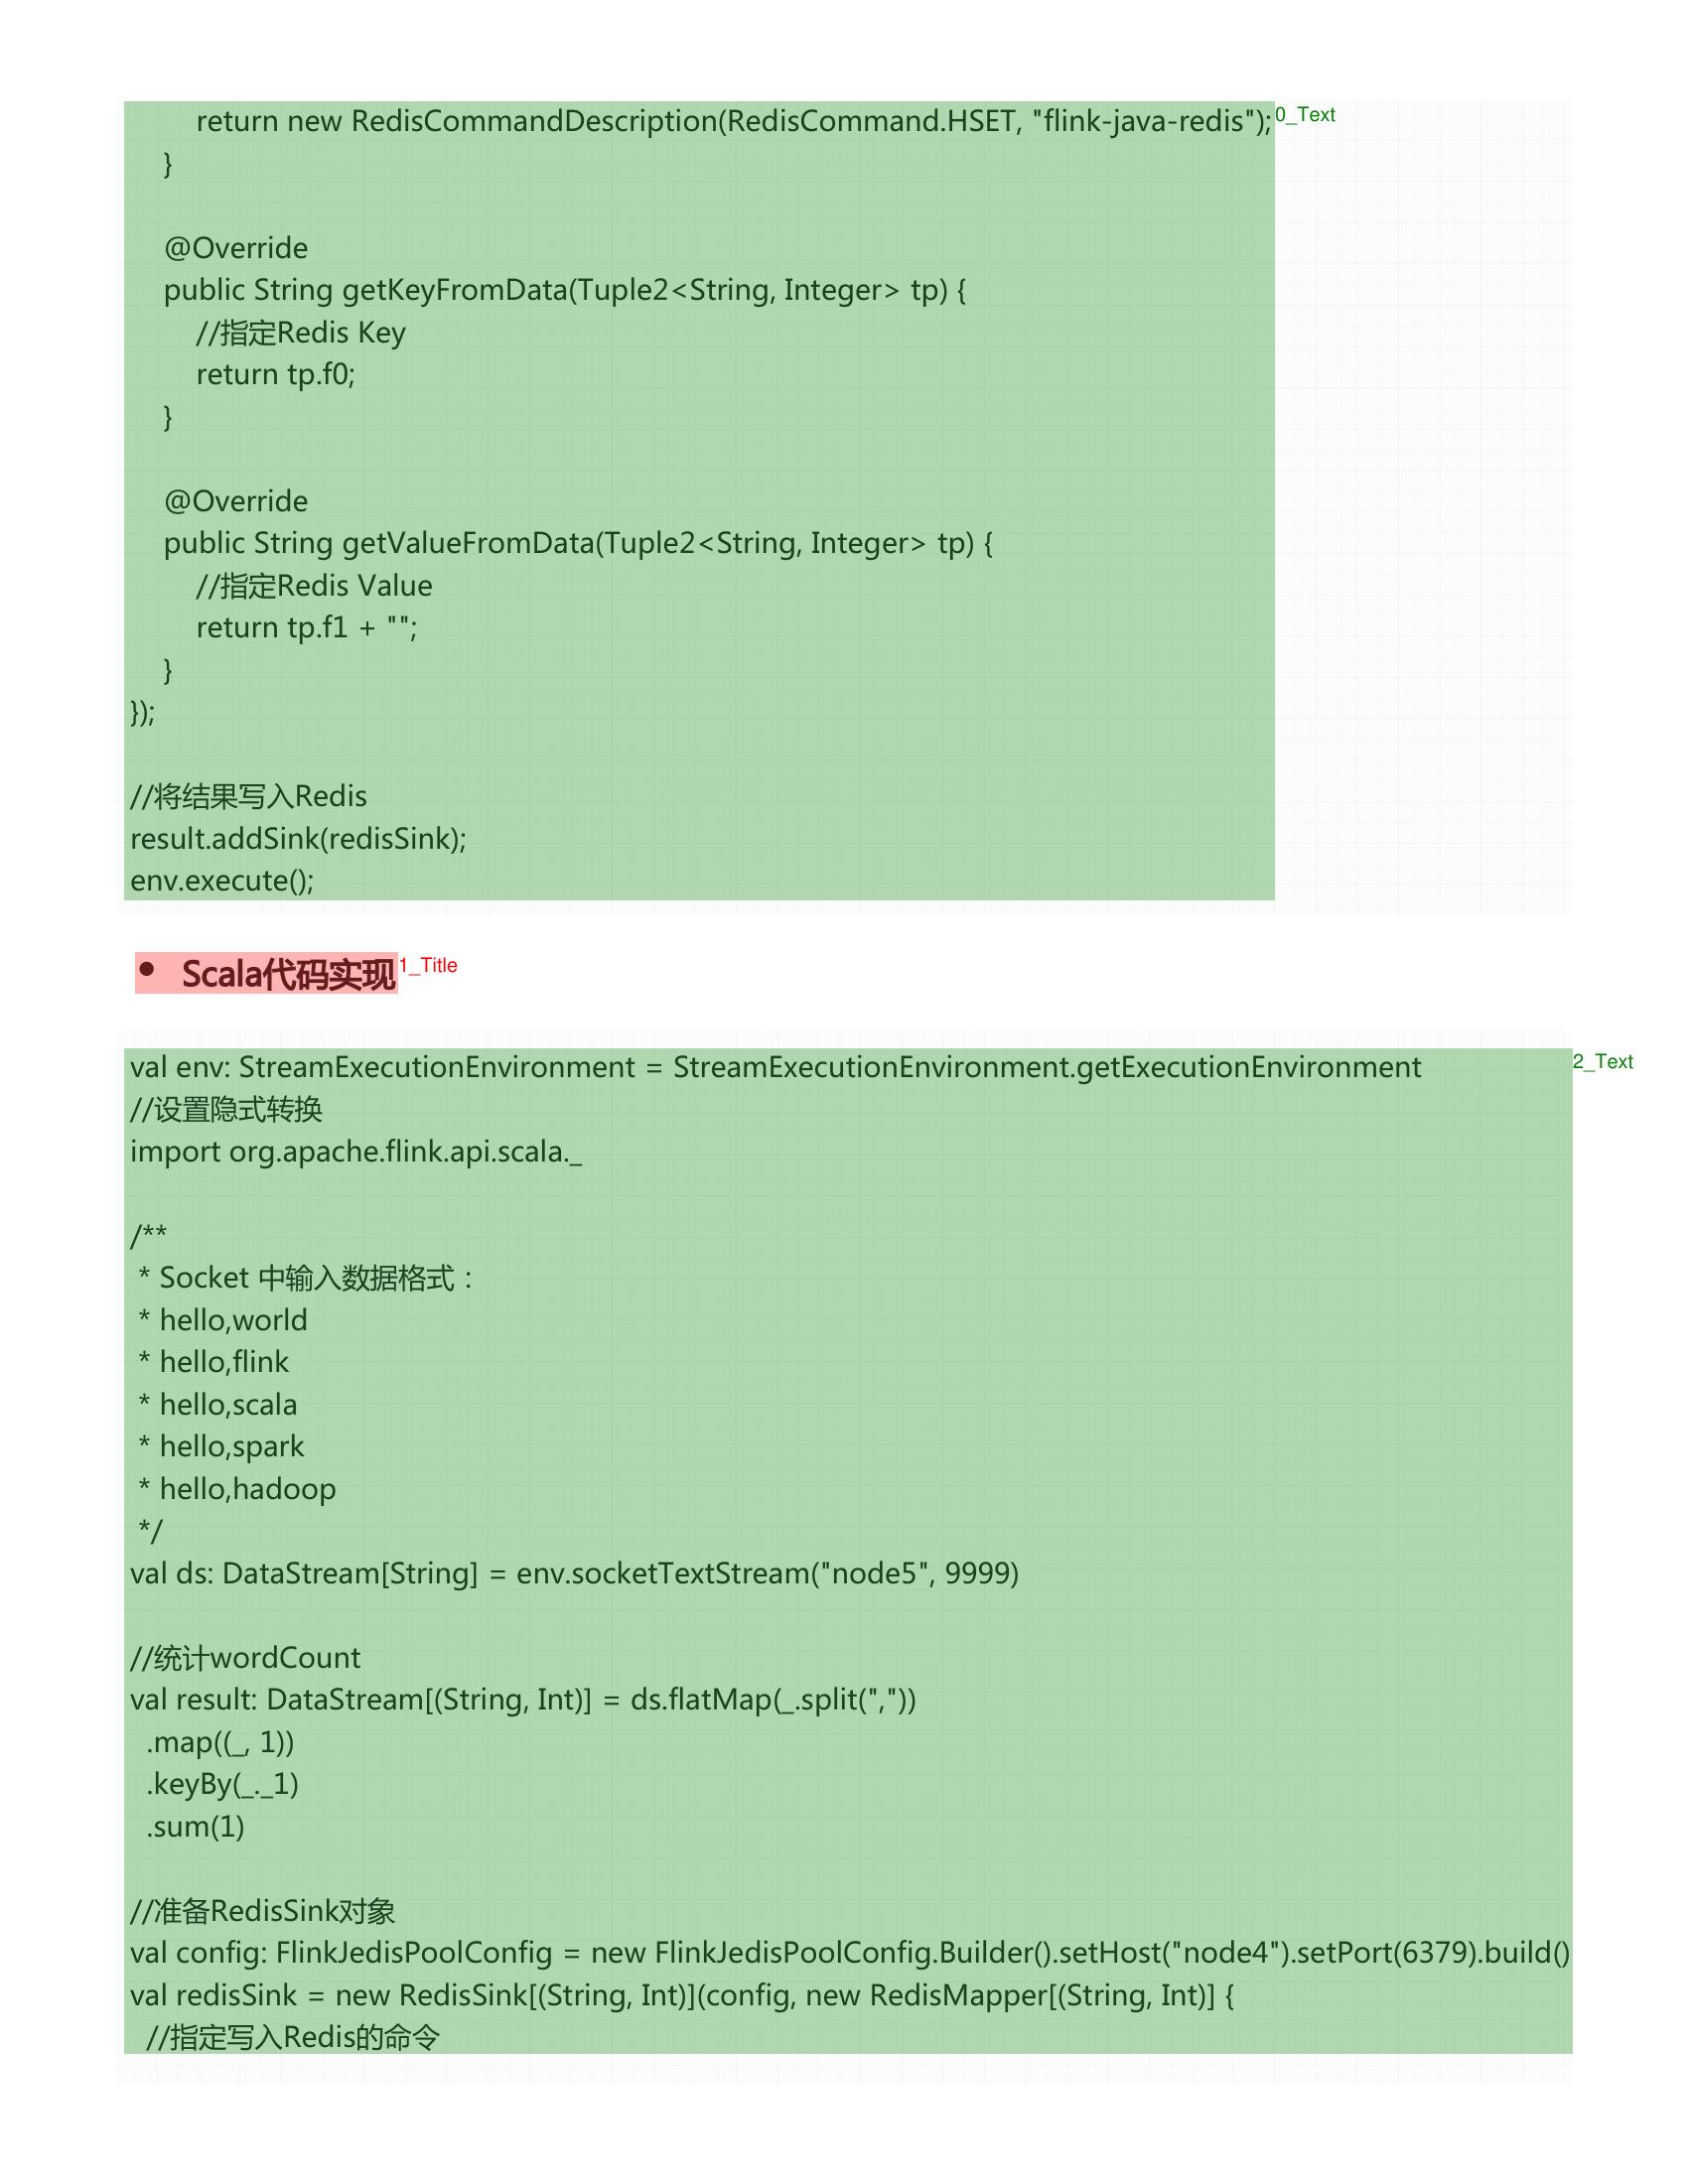 return new RedisCommandDescription(RedisCommand.HSET, "flink-java-redis");
0_Text
}
@Override
public String getKeyFromData(Tuple2<String, Integer> tp) {
//指定Redis Key
return tp.f0;
}
@Override
public String getValueFromData(Tuple2<String, Integer> tp) {
//指定Redis Value
return tp.f1 + "";
}
});
//将结果写入Redis
result.addSink(redisSink);
env.execute();
• Scala代码实现
1_Title
val env: StreamExecutionEnvironment = StreamExecutionEnvironment.getExecutionEnvironment
2_Text
//设置隐式转换
import org.apache.flink.api.scala._
/**
* Socket 中输入数据格式：
* hello,world
* hello,flink
* hello,scala
* hello,spark
* hello,hadoop
*/
val ds: DataStream[String] = env.socketTextStream("node5", 9999)
//统计wordCount
val result: DataStream[(String, Int)] = ds.flatMap(_.split(","))
.map((_, 1))
.keyBy(_._1)
.sum(1)
//准备RedisSink对象
val config: FlinkJedisPoolConfig = new FlinkJedisPoolConfig.Builder().setHost("node4").setPort(6379).build()
val redisSink = new RedisSink[(String, Int)](config, new RedisMapper[(String, Int)] {
//指定写入Redis的命令